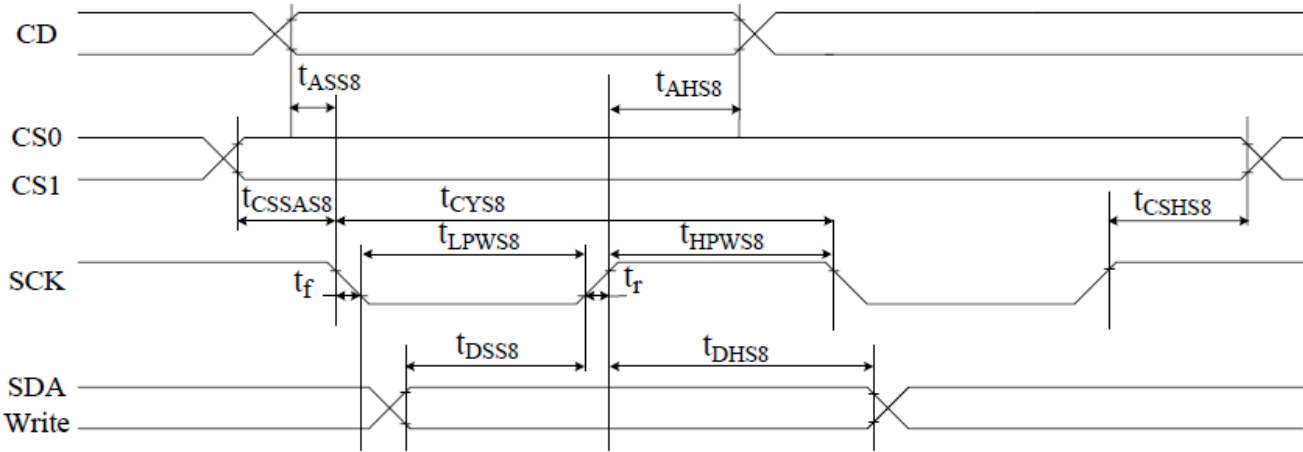 CD
tASS8
tAHS8
CS0
CS1
tCSSAS8
tCYS8
tCSHS8
tLPWS8
tHPWS8
SCK
tf
tr
tDSS8
tDHS8
SDA
Write